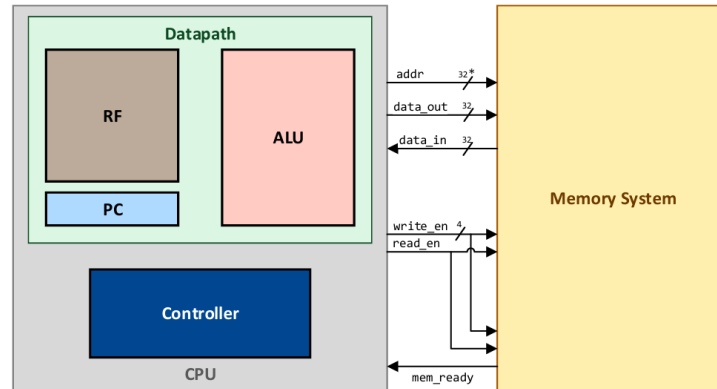 Datapath
RF
ALU
PC
Controller
CPU
addr 32*
data_out 32
data_in 32
write_en 4
read_en
mem_ready
Memory System